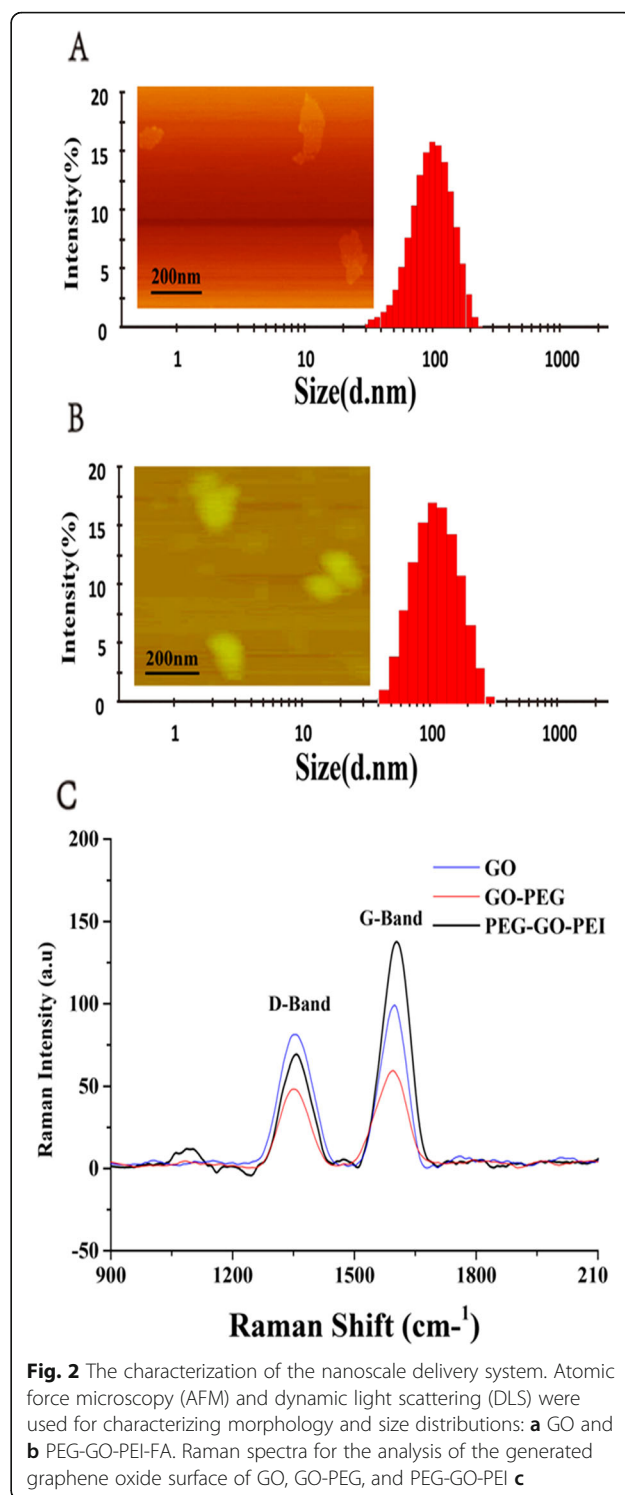 A
Intensity(%)
20
15
10
5
0
200nm
1 10 100 1000
Size(d.nm)
B
Intensity(%)
20
15
10
5
0
200nm
1 10 100 1000
Size(d.nm)
C
Raman Intensity (a.u)
200
150
100
50
0
-50
GO
GO-PEG
PEG-GO-PEI
G-Band
D-Band
900 1200 1500 1800 210
Raman Shift (cm-¹)
Fig. 2 The characterization of the nanoscale delivery system. Atomic
force microscopy (AFM) and dynamic light scattering (DLS) were
used for characterizing morphology and size distributions: a GO and
b PEG-GO-PEI-FA. Raman spectra for the analysis of the generated
graphene oxide surface of GO, GO-PEG, and PEG-GO-PEI c